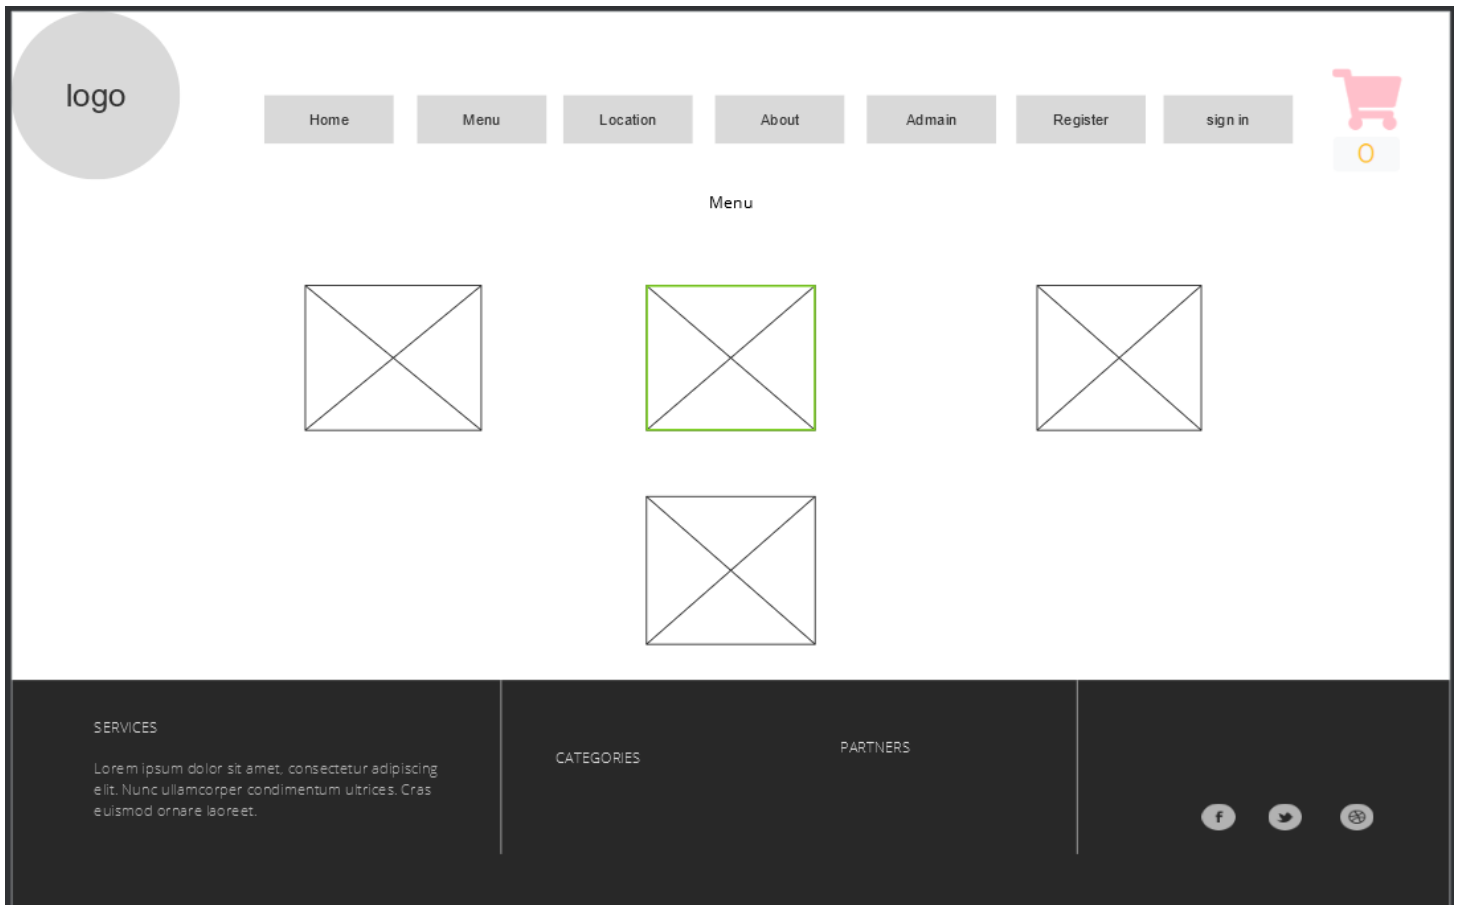 logo
Home
Menu
Location
About
Admain
Register
sign in
0
Menu
SERVICES
Lorem ipsum dolor sit amet, consectetur adipiscing
elit. Nunc ullamcorper condimentum ultrices. Cras
euismod ornare laoreet.
CATEGORIES
PARTNERS